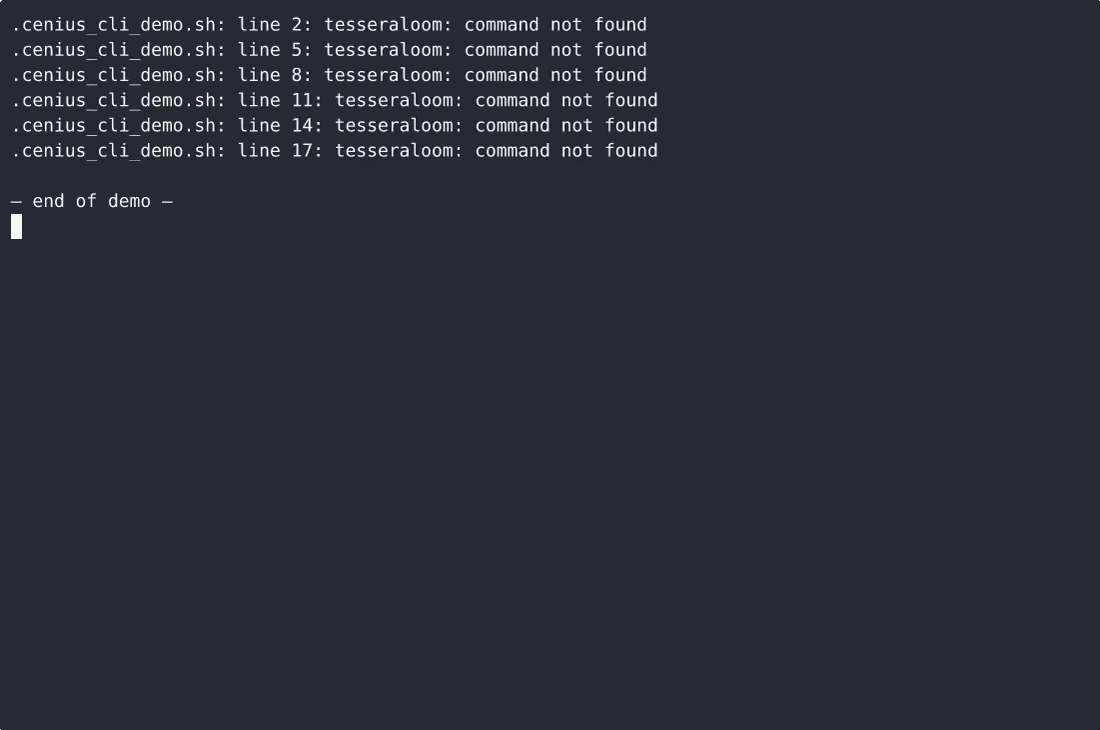 .cenius_cli_demo.sh: line 2: tesseraloom: command not found
.cenius_cli_demo.sh: line 5: tesseraloom: command not found
.cenius_cli_demo.sh: line 8: tesseraloom: command not found
.cenius_cli_demo.sh: line 11: tesseraloom: command not found
.cenius_cli_demo.sh: line 14: tesseraloom: command not found
.cenius_cli_demo.sh: line 17: tesseraloom: command not found
— end of demo —